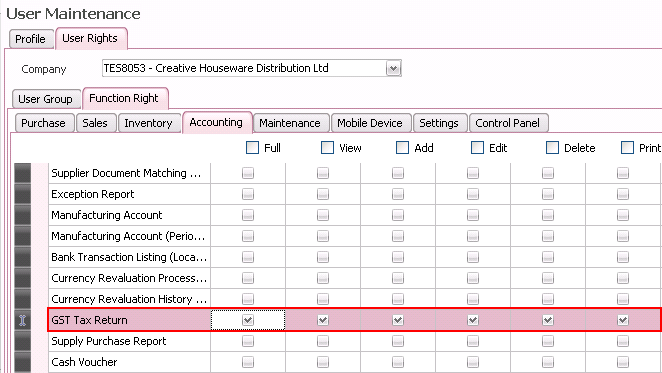 User Maintenance
Profile User Rights
Company TES8053 - Creative Houseware Distribution Ltd
User Group Function Right
Purchase Sales Inventory Accounting Maintenance Mobile Device Settings Control Panel
Full View Add Edit Delete Print
Supplier Document Matching ...
Exception Report
Manufacturing Account
Manufacturing Account (Perio...
Bank Transaction Listing (Loca...
Currency Revaluation Process...
Currency Revaluation History ...
GST Tax Return
Supply Purchase Report
Cash Voucher